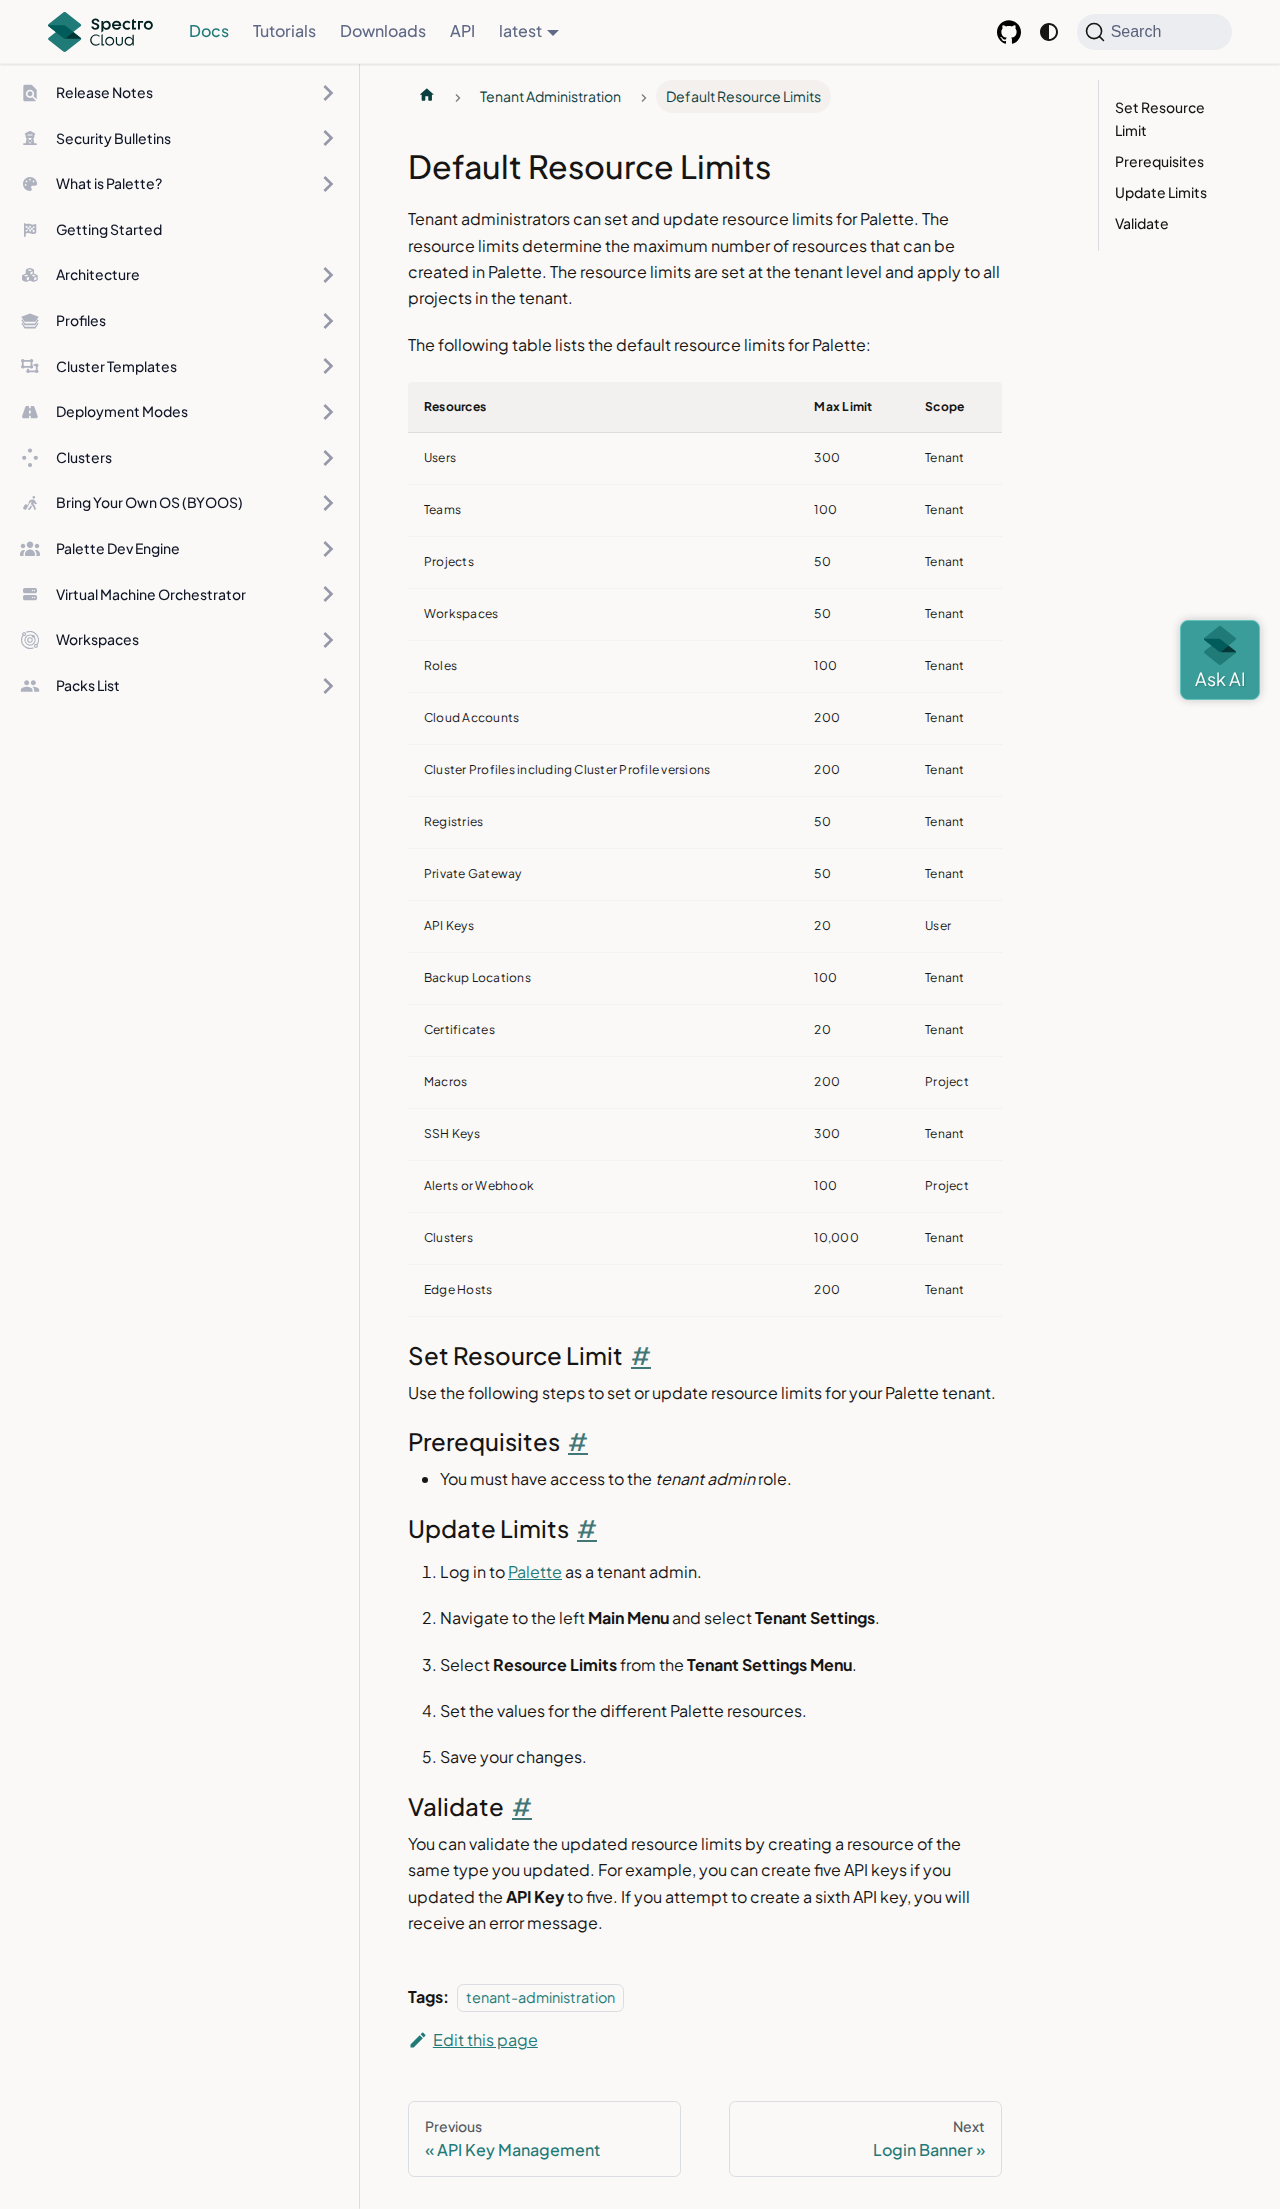 Spectro Cloud
Docs Tutorials Downloads API latest
Search
Release Notes
Security Bulletins
What is Palette?
Getting Started
Architecture
Profiles
Cluster Templates
Deployment Modes
Clusters
Bring Your Own OS (BYOOS)
Palette Dev Engine
Virtual Machine Orchestrator
Workspaces
Packs List
Tenant Administration
Default Resource Limits
Default Resource Limits
Tenant administrators can set and update resource limits for Palette. The
resource limits determine the maximum number of resources that can be
created in Palette. The resource limits are set at the tenant level and apply to all
projects in the tenant.
The following table lists the default resource limits for Palette:
Resources Max Limit Scope
Users 300 Tenant
Teams 100 Tenant
Projects 50 Tenant
Workspaces 50 Tenant
Roles 100 Tenant
Cloud Accounts 200 Tenant
Cluster Profiles including Cluster Profile versions 200 Tenant
Registries 50 Tenant
Private Gateway 50 Tenant
API Keys 20 User
Backup Locations 100 Tenant
Certificates 20 Tenant
Macros 200 Project
SSH Keys 300 Tenant
Alerts or Webhook 100 Project
Clusters 10,000 Tenant
Edge Hosts 200 Tenant
Set Resource Limit #
Use the following steps to set or update resource limits for your Palette tenant.
Prerequisites #
• You must have access to the tenant admin role.
Update Limits #
1. Log in to Palette as a tenant admin.
2. Navigate to the left Main Menu and select Tenant Settings.
3. Select Resource Limits from the Tenant Settings Menu.
4. Set the values for the different Palette resources.
5. Save your changes.
Validate #
You can validate the updated resource limits by creating a resource of the
same type you updated. For example, you can create five API keys if you
updated the API Key to five. If you attempt to create a sixth API key, you will
receive an error message.
Tags: tenant-administration
Edit this page
Previous
« API Key Management
Next
Login Banner »
Set Resource
Limit
Prerequisites
Update Limits
Validate
Ask AI